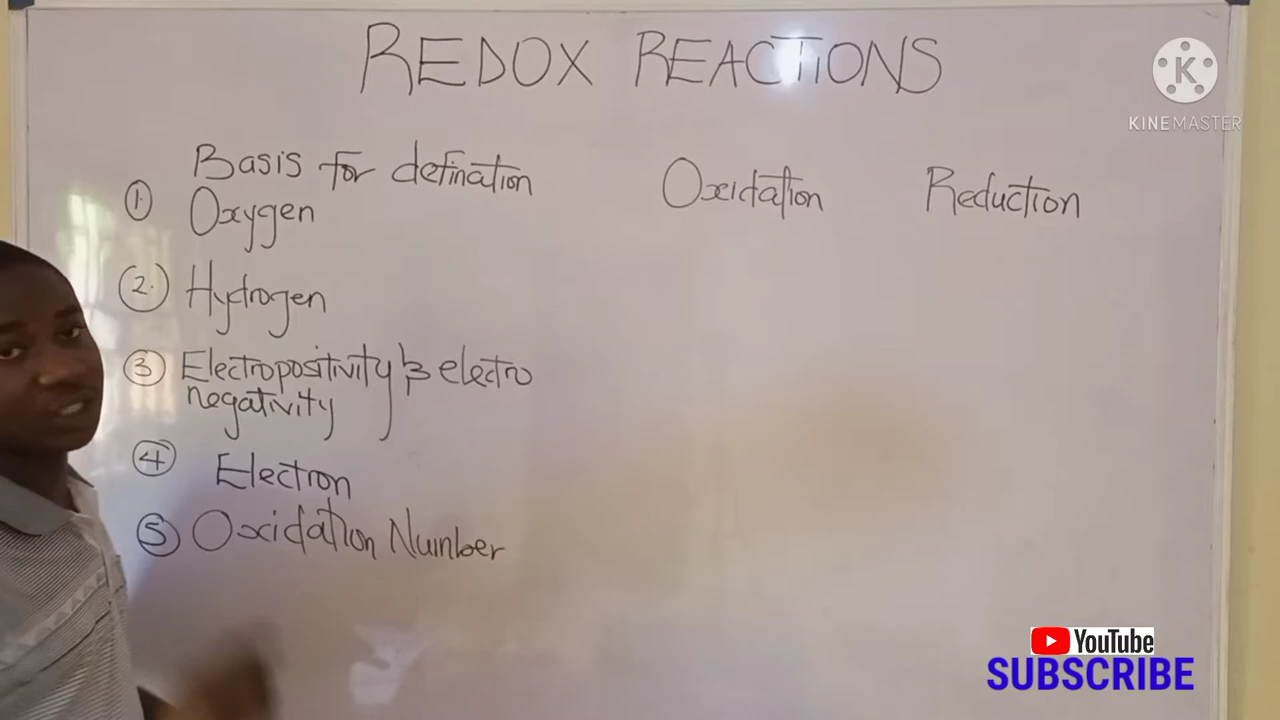 REDOX REACTIONS
K
KINEMASTER
Basis for defination
Oxidation
Reduction
1. Oxygen
2. Hydrogen
3 Electropositivity & electro
negativity
4 Electron
5 Oxidation Number
YouTube
SUBSCRIBE